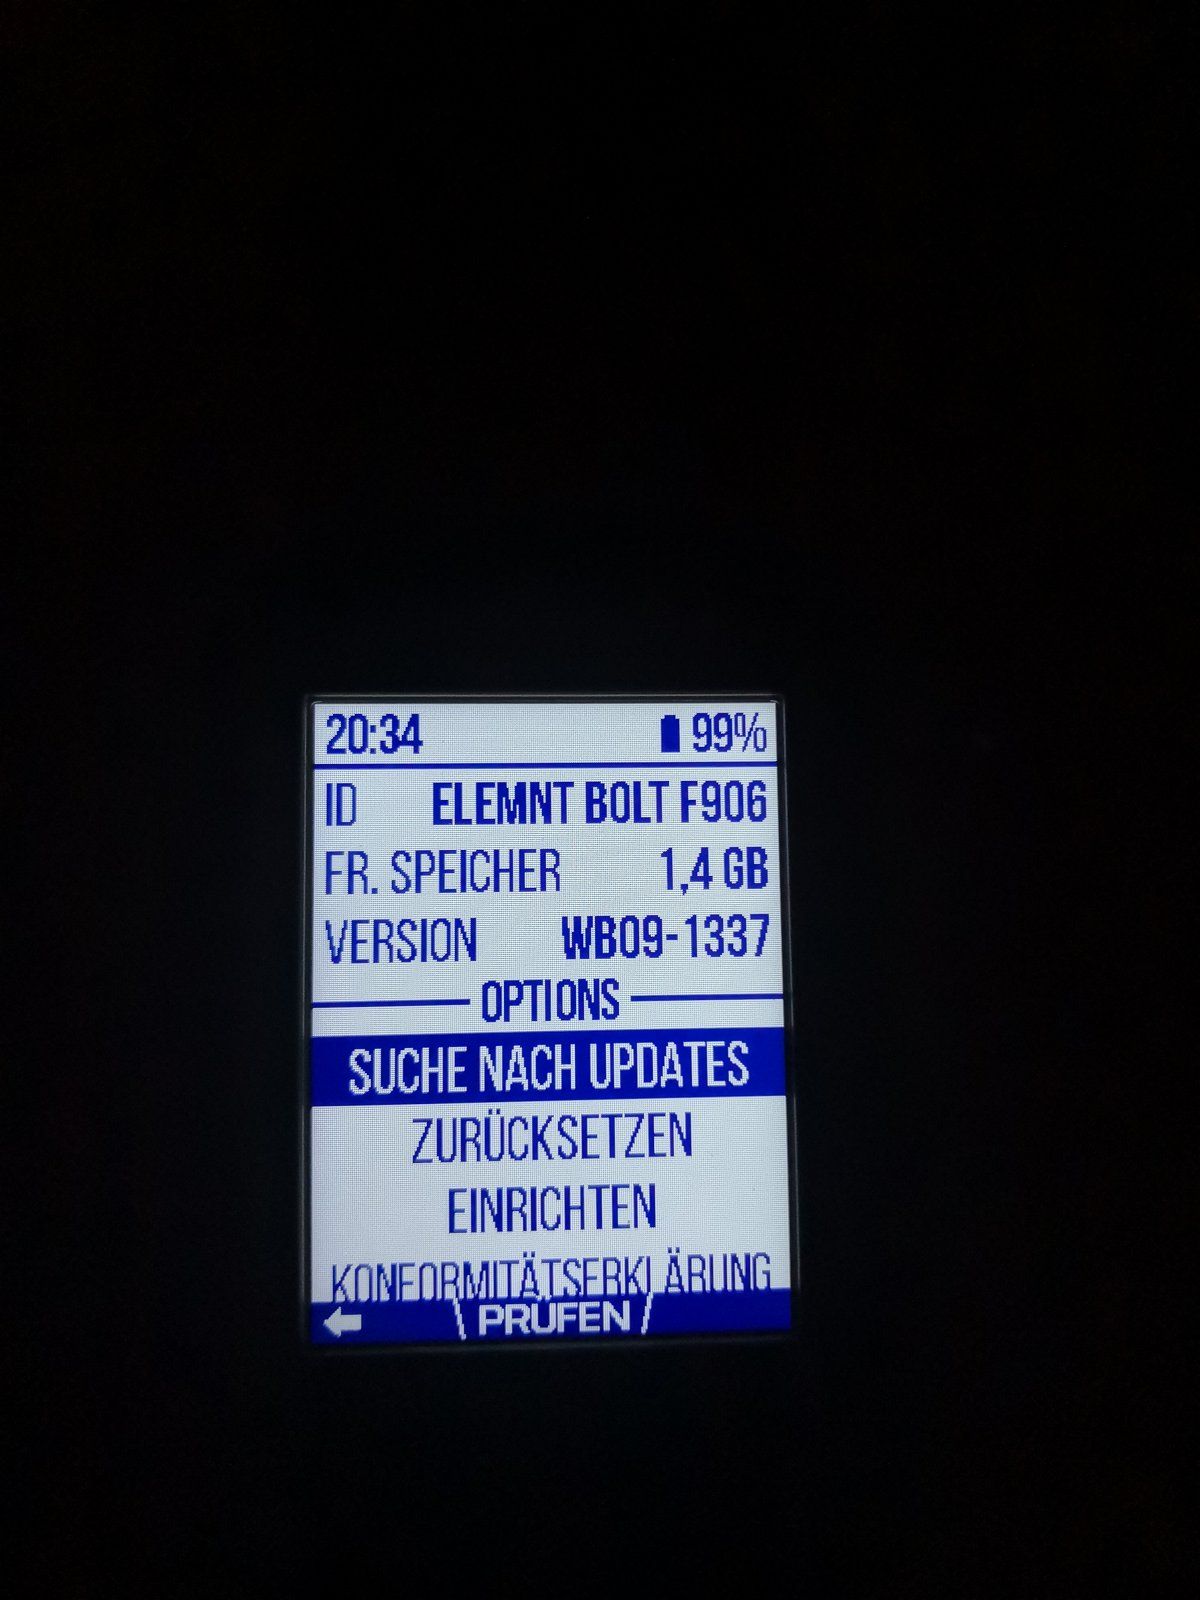 20:34 99%
ID ELEMNT BOLT F906
FR. SPEICHER 1,4 GB
VERSION WB09-1337
OPTIONS
SUCHE NACH UPDATES
ZURÜCKSETZEN
EINRICHTEN
KONFORMITÄTSERKLÄRUNG
PRÜFEN